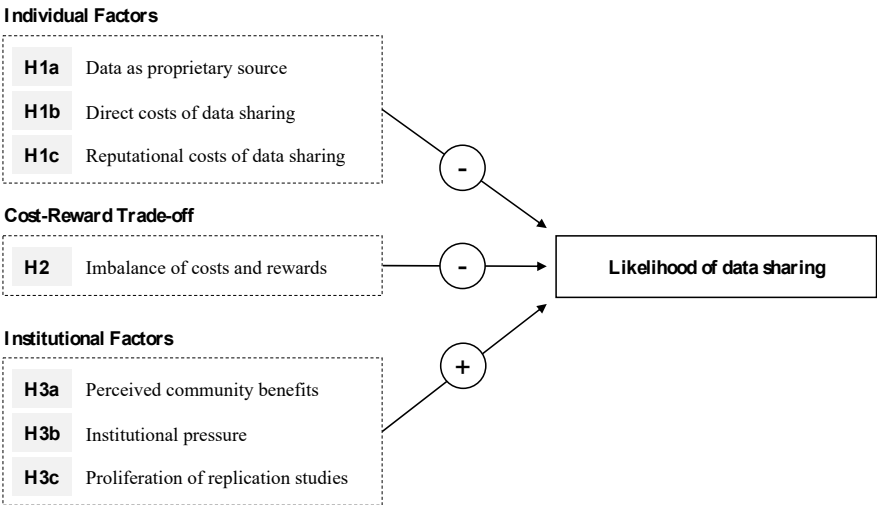 Individual Factors
H1a Data as proprietary source
H1b Direct costs of data sharing
H1c Reputational costs of data sharing
-
Cost-Reward Trade-off
H2 Imbalance of costs and rewards
-
Likelihood of data sharing
Institutional Factors
+
H3a Perceived community benefits
H3b Institutional pressure
H3c Proliferation of replication studies